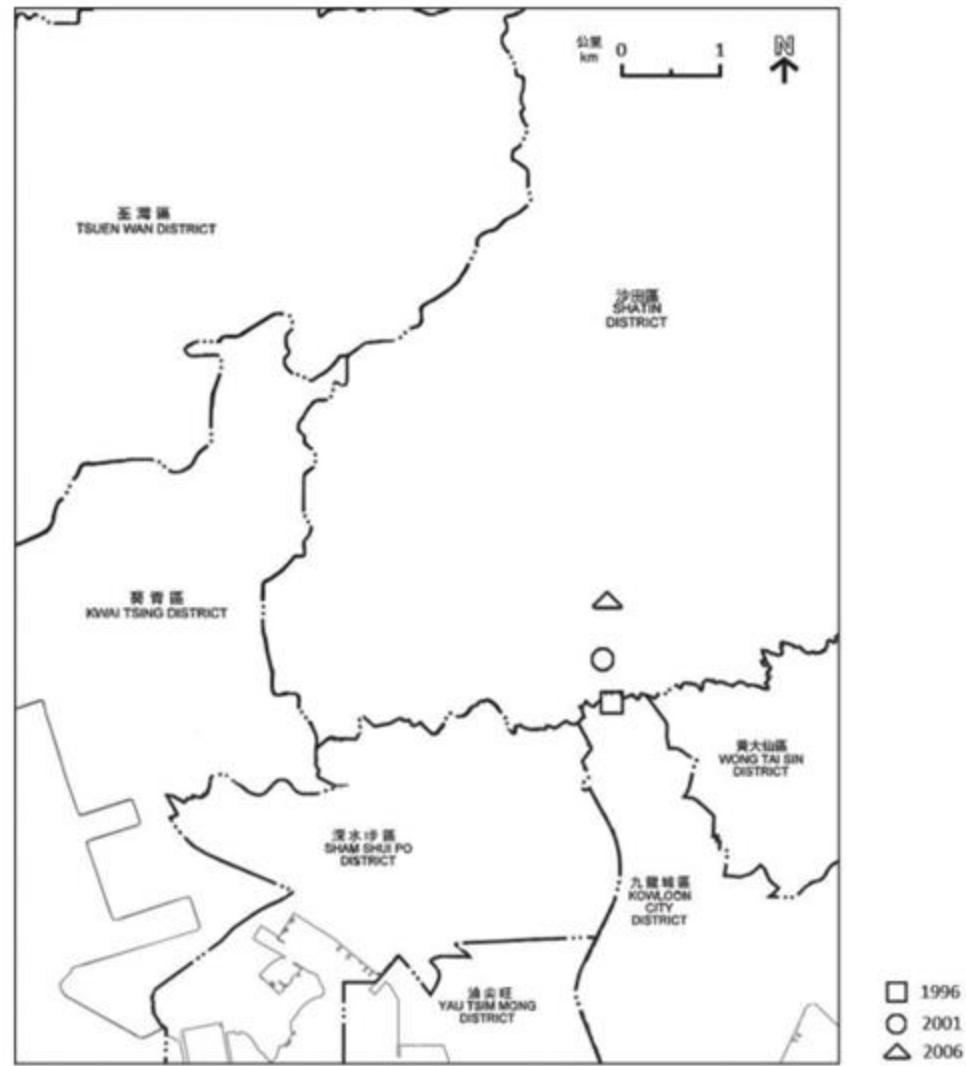 公里 0 1
km
N
荃灣區
TSUEN WAN DISTRICT
沙田區
SHATIN
DISTRICT
葵青區
KWAI TSING DISTRICT
黃大仙區
WONG TAI SIN
DISTRICT
深水埗區
SHAM SHUI PO
DISTRICT
九龍城區
KOWLOON
CITY
DISTRICT
油尖旺
YAU TSIM MONG
DISTRICT
1996
2001
2006